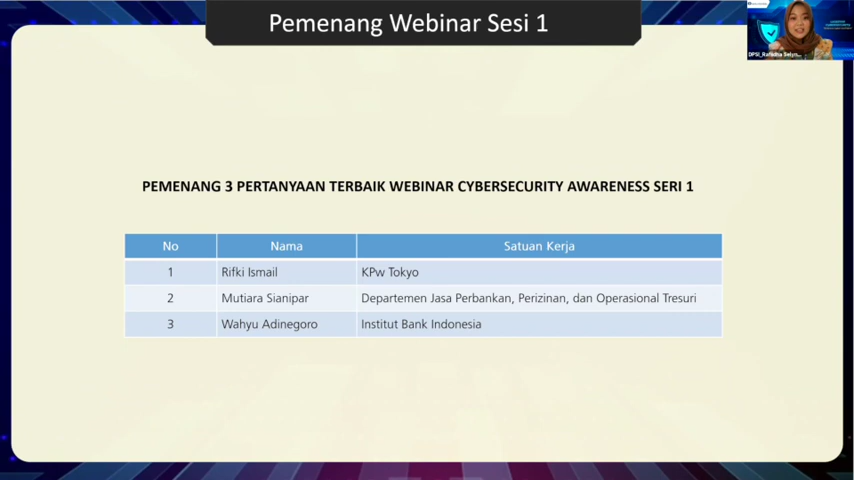 Pemenang Webinar Sesi 1
PEMENANG 3 PERTANYAAN TERBAIK WEBINAR CYBERSECURITY AWARENESS SERI 1
No Nama Satuan Kerja
1 Rifki Ismail KPw Tokyo
2 Mutiara Sianipar Departemen Jasa Perbankan, Perizinan, dan Operasional Tresuri
3 Wahyu Adinegoro Institut Bank Indonesia